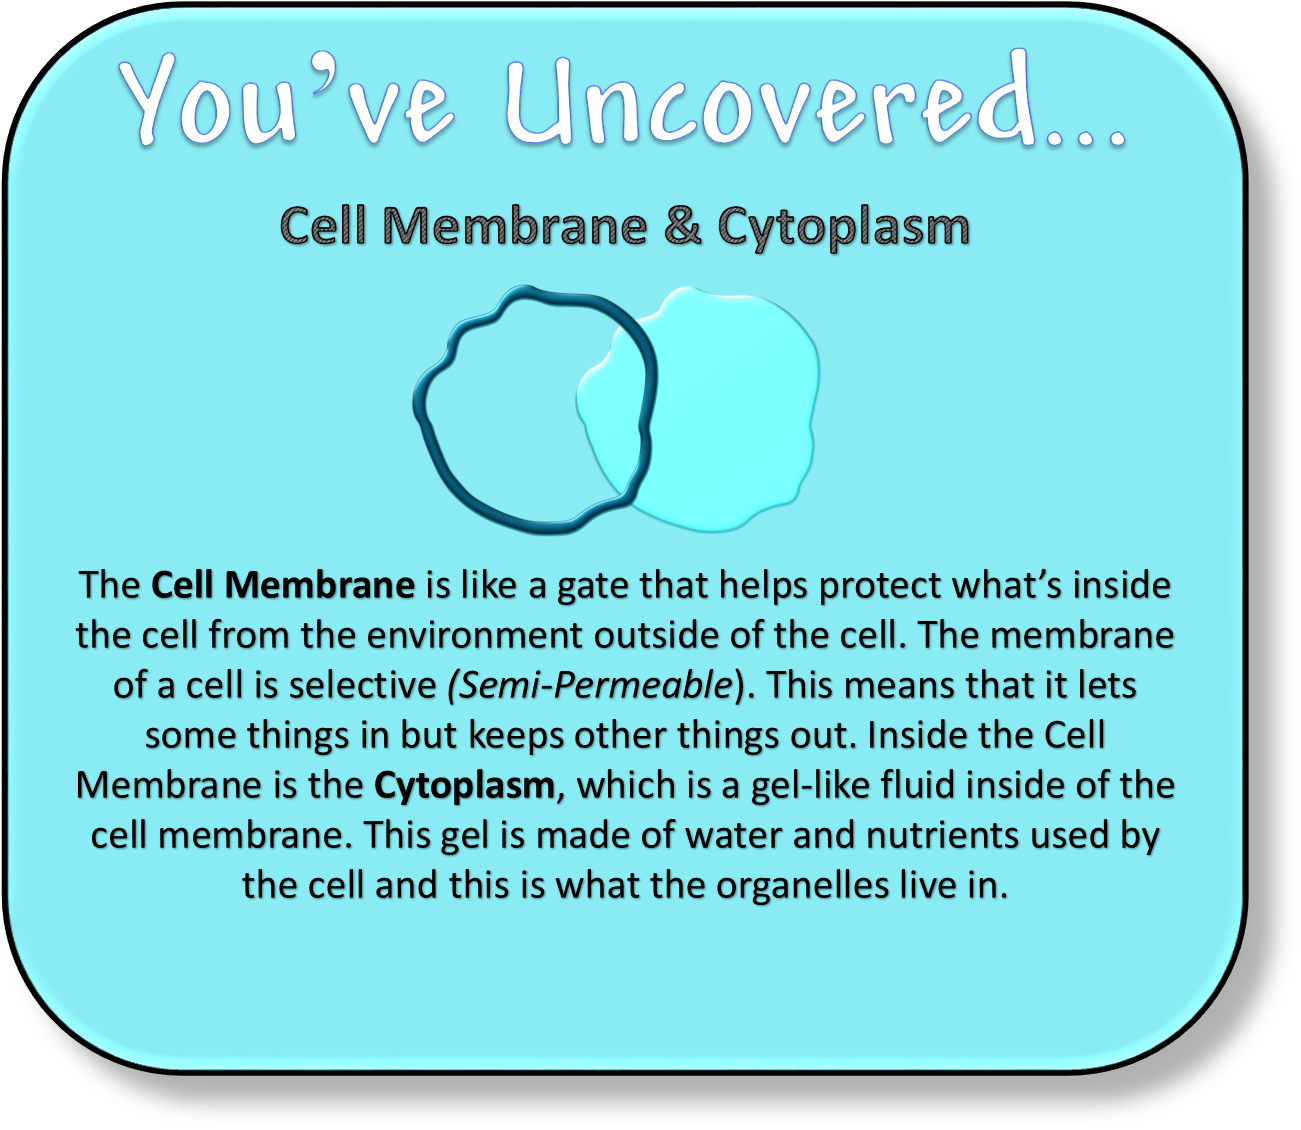 You’ve Uncovered...
Cell Membrane & Cytoplasm
The Cell Membrane is like a gate that helps protect what’s inside
the cell from the environment outside of the cell. The membrane
of a cell is selective (Semi-Permeable). This means that it lets
some things in but keeps other things out. Inside the Cell
Membrane is the Cytoplasm, which is a gel-like fluid inside of the
cell membrane. This gel is made of water and nutrients used by
the cell and this is what the organelles live in.